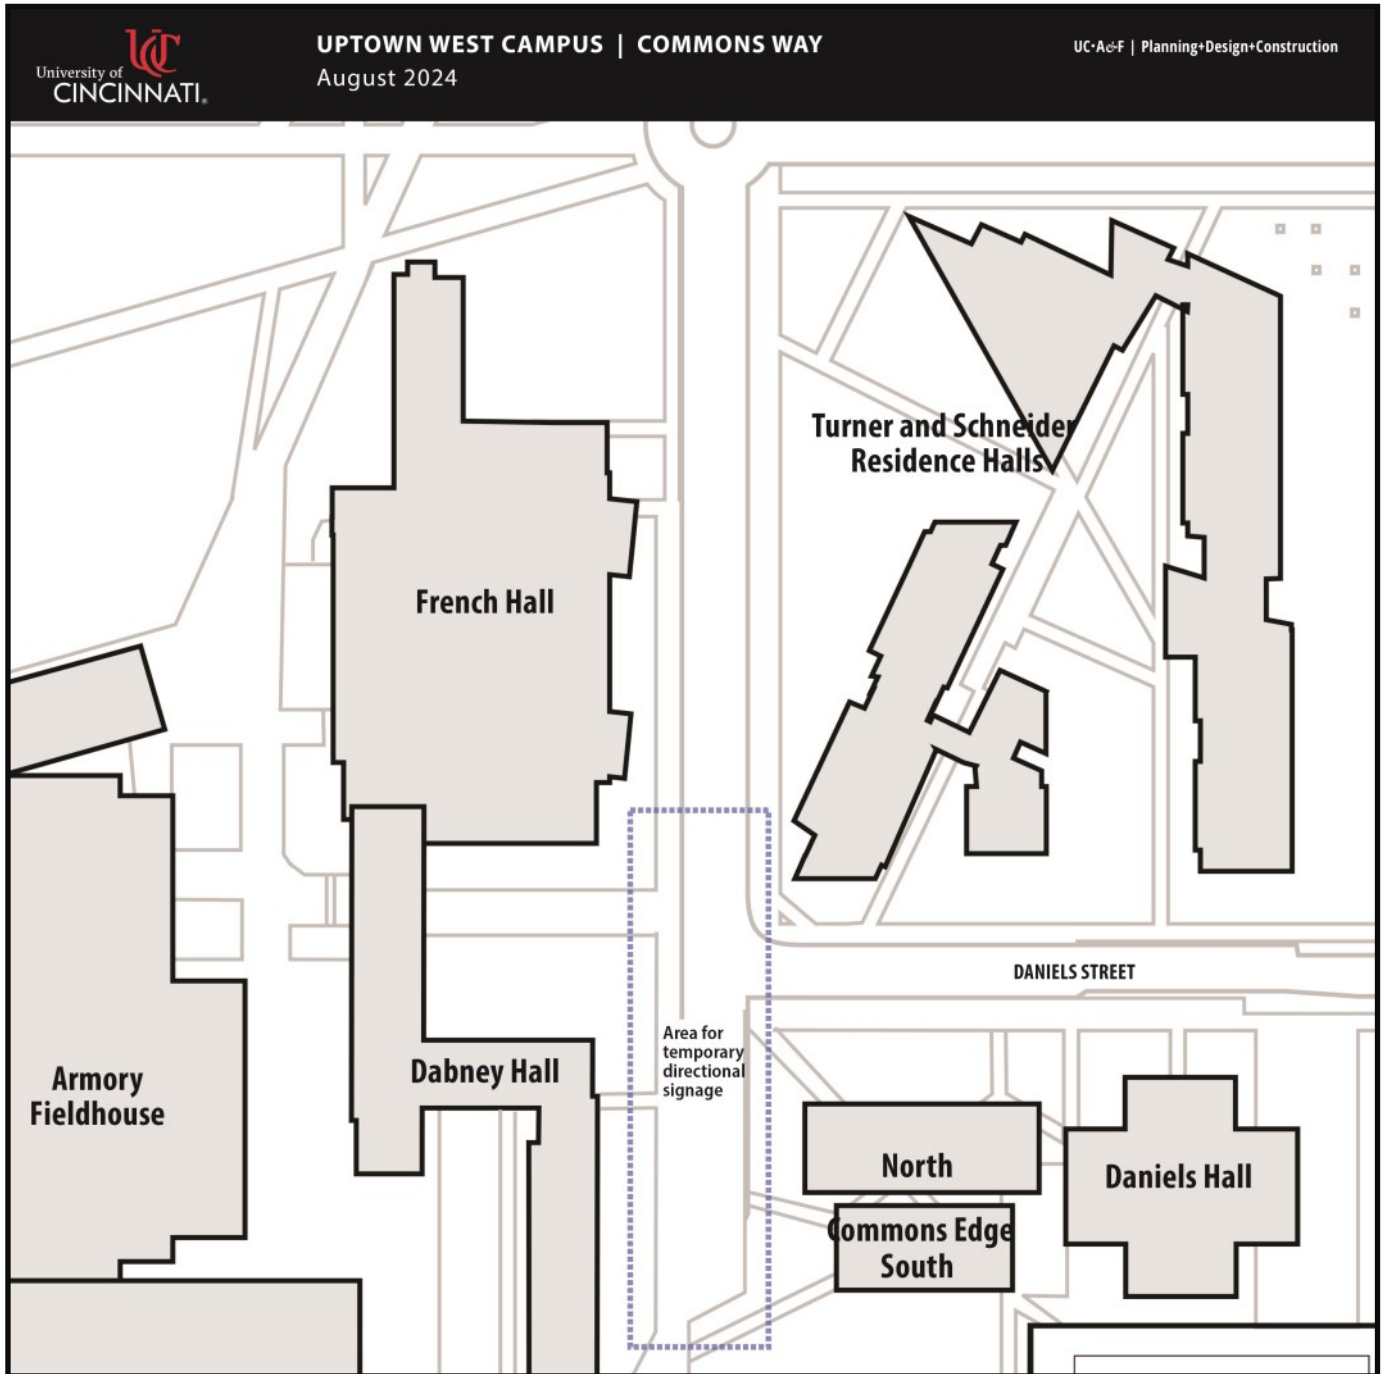 UC
University of
CINCINNATI®
UPTOWN WEST CAMPUS | COMMONS WAY
August 2024
UC•A&F | Planning+Design+Construction
Turner and Schneider
Residence Halls
French Hall
DANIELS STREET
Area for
temporary
directional
signage
Dabney Hall
Armory
Fieldhouse
North
Commons Edge
South
Daniels Hall